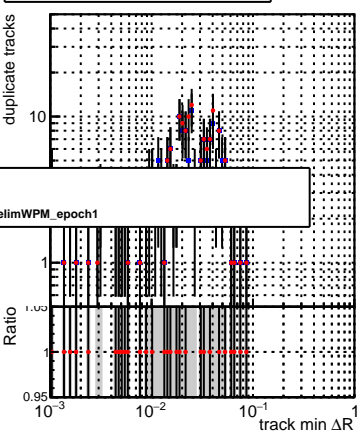 duplicate tracks
10
elimWPM_epoch1
1
1.05
Ratio
1
0.95
10−3
10−2
10−1
1
track min ΔR